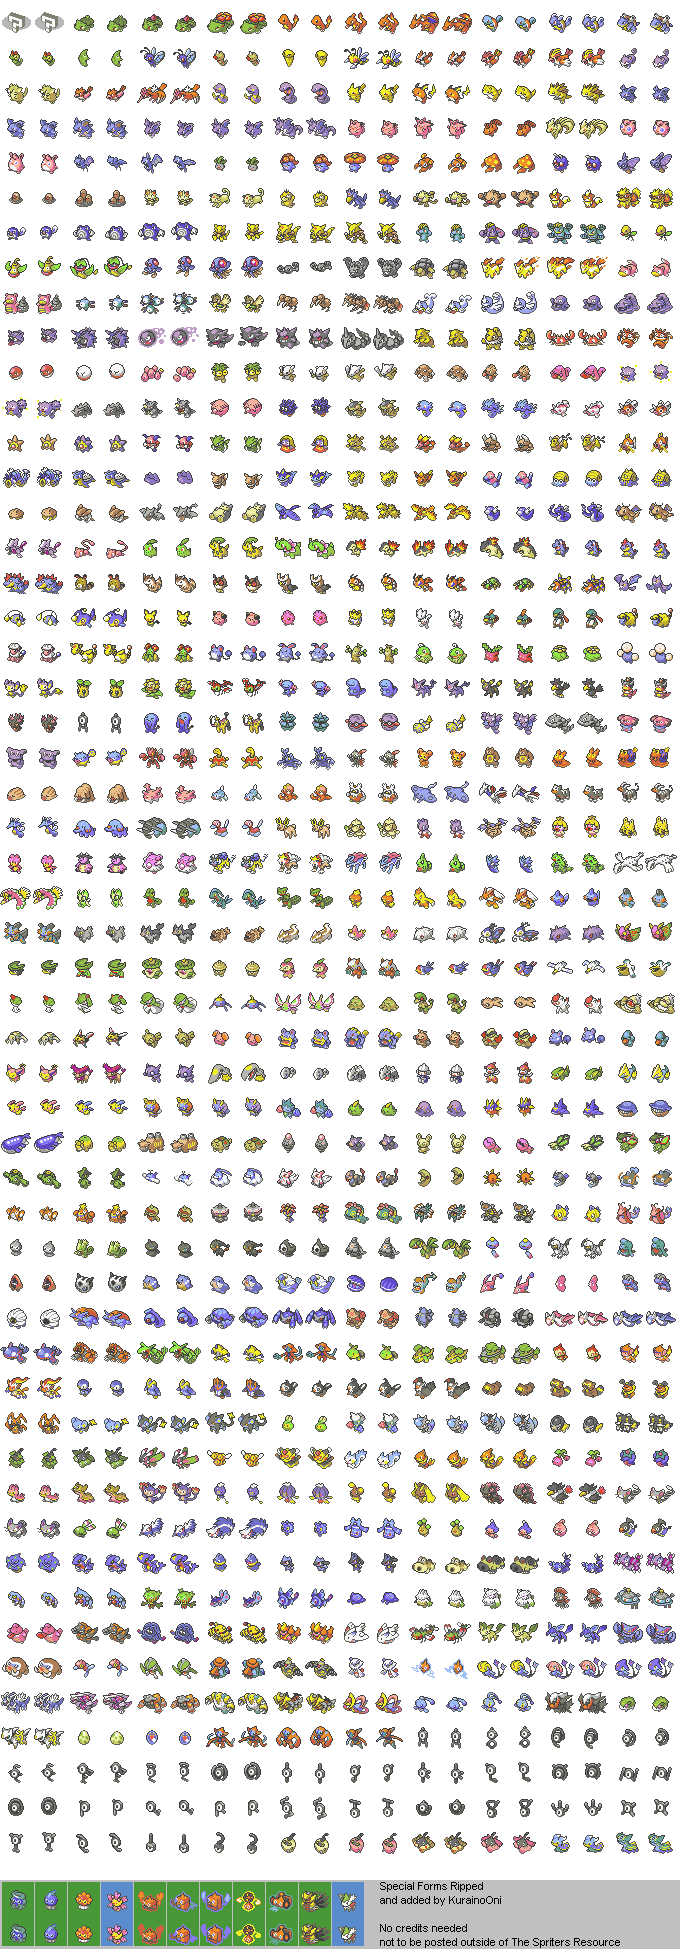 Special Forms Ripped
and added by KurainoOni
No credits needed
not to be posted outside of The Spriters Resource